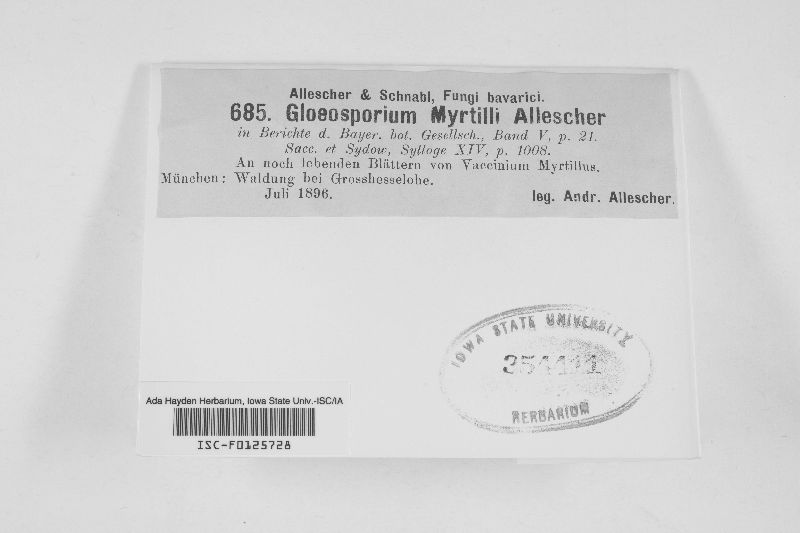 Allescher & Schnabl, Fungi bavarici.
685. Gloeosporium Myrtilli Allescher
in Berichte d. Bayer. bot. Gesellsch., Band V, p. 21.
Sacc. et Sydow, Sylloge XIV, p. 1008.
An noch lebenden Blättern von Vaccinium Myrtillus.
München: Waldung bei Grosshesselohe.
Juli 1896.
leg. Andr. Allescher.
IOWA STATE UNIVERSITY
HERBARIUM
Ada Hayden Herbarium, Iowa State Univ.-ISC/IA
ISC-F0125728